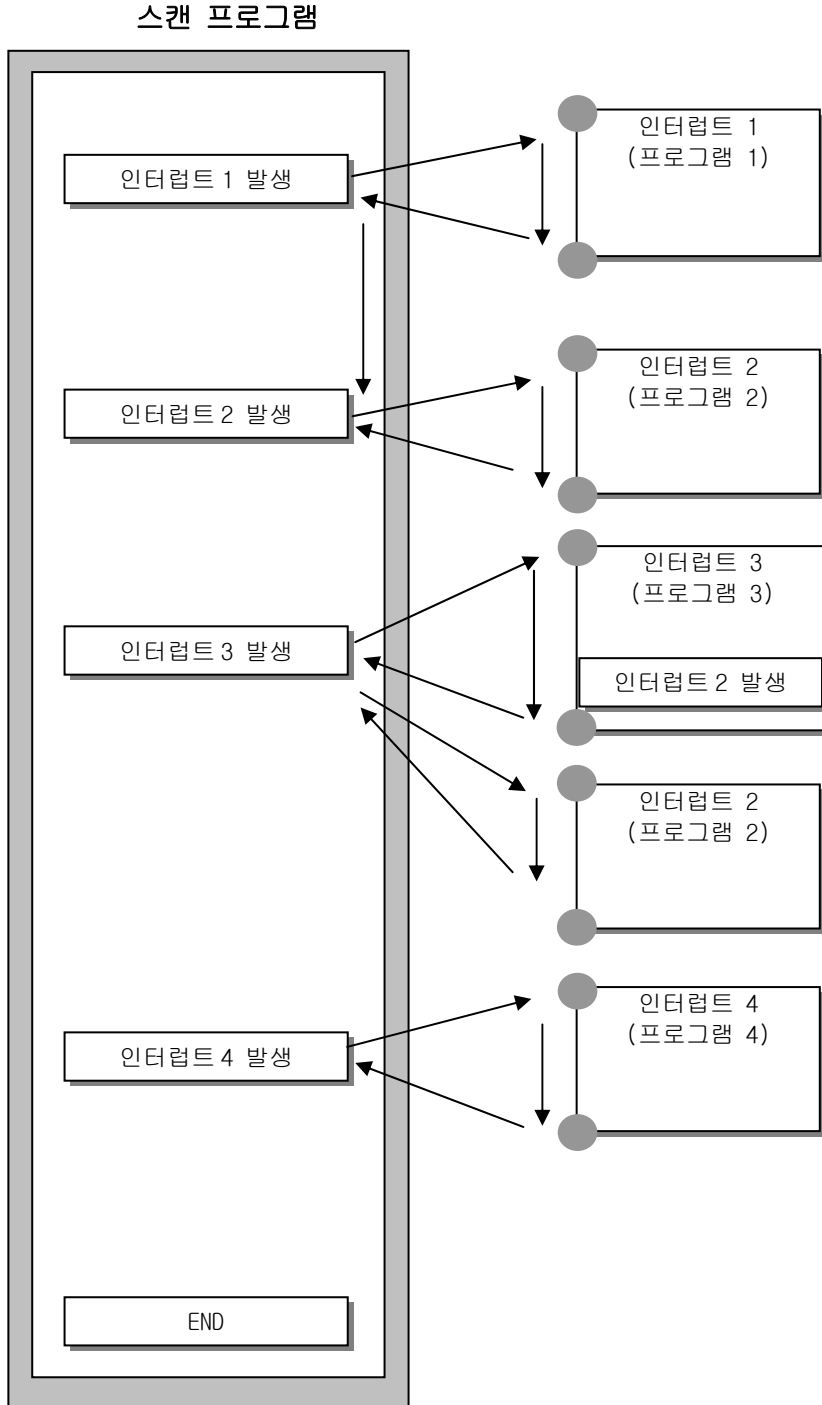 스캔 프로그램
인터럽트1 발생
인터럽트 1
(프로그램 1)
인터럽트2 발생
인터럽트 2
(프로그램 2)
인터럽트3 발생
인터럽트 3
(프로그램 3)
인터럽트2 발생
인터럽트 2
(프로그램 2)
인터럽트4 발생
인터럽트 4
(프로그램 4)
END